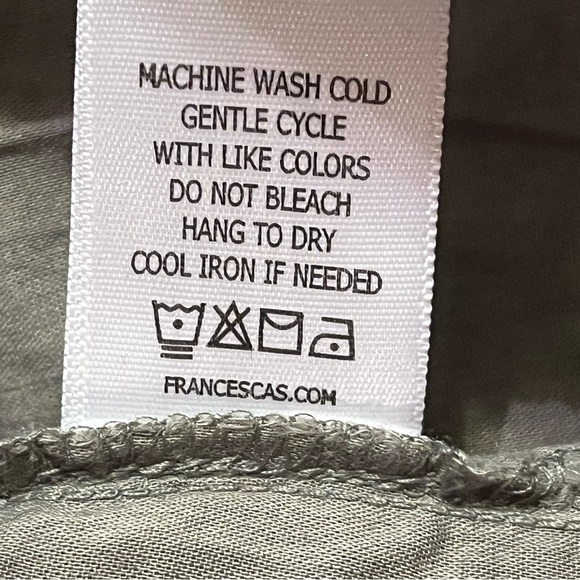 MACHINE WASH COLD
GENTLE CYCLE
WITH LIKE COLORS
DO NOT BLEACH
HANG TO DRY
COOL IRON IF NEEDED
FRANCESCAS.COM